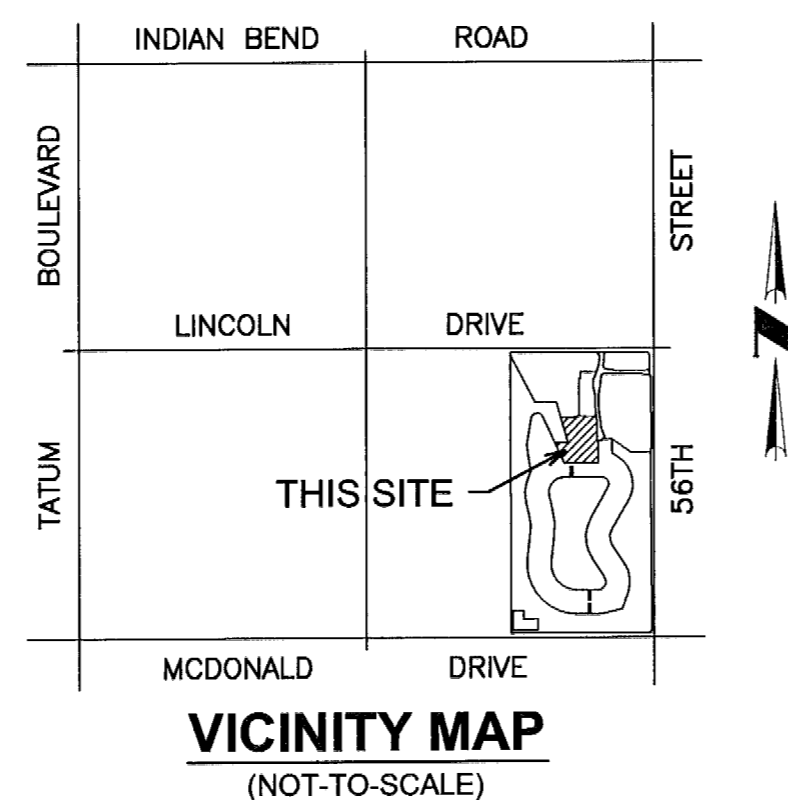 INDIAN BEND ROAD
BOULEVARD
STREET
LINCOLN DRIVE
TATUM
THIS SITE
56TH
MCDONALD DRIVE
VICINITY MAP
(NOT-TO-SCALE)
N